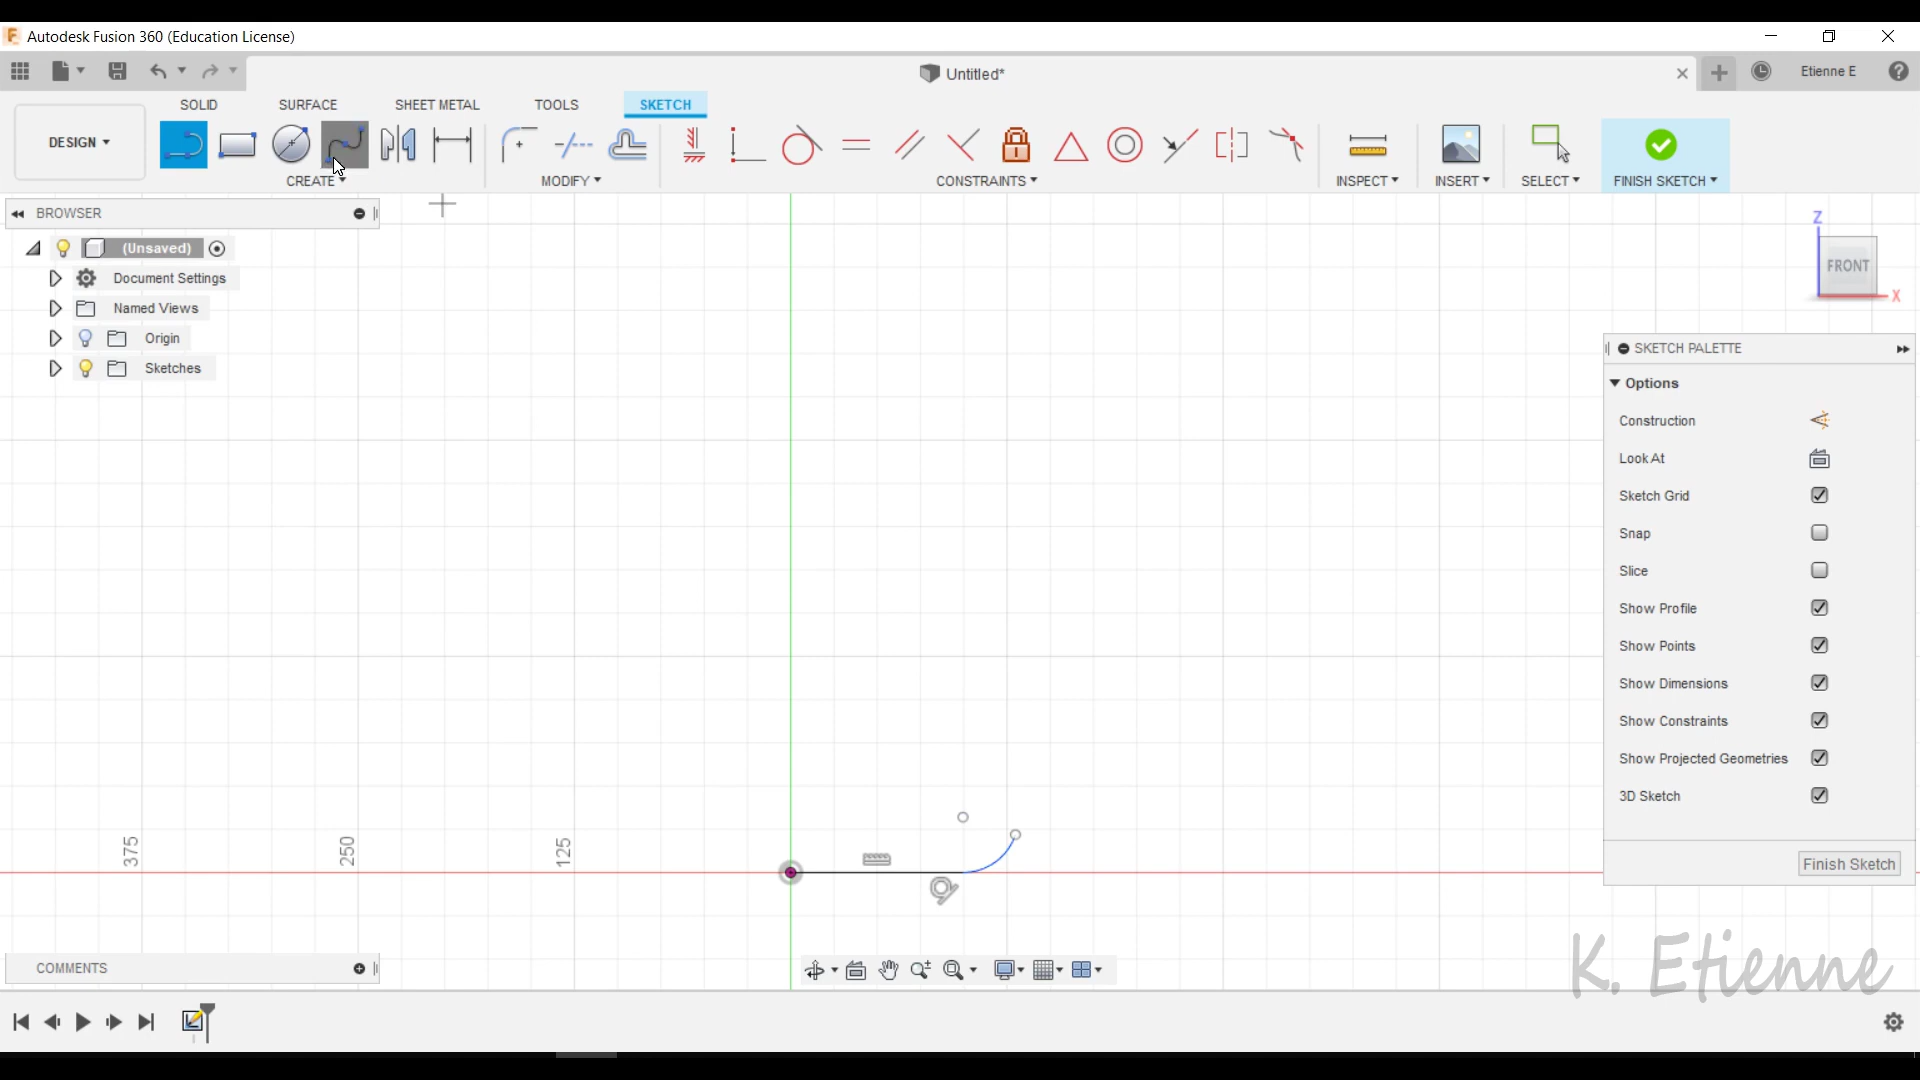 Autodesk Fusion 360 (Education License)
Untitled*
Etienne E
SOLID
SURFACE
SHEET METAL
TOOLS
SKETCH
DESIGN
CREATE
MODIFY
CONSTRAINTS
INSPECT
INSERT
SELECT
FINISH SKETCH
BROWSER
(Unsaved)
Document Settings
Named Views
Origin
Sketches
Z
FRONT
X
SKETCH PALETTE
Options
Construction
Look At
Sketch Grid
Snap
Slice
Show Profile
Show Points
Show Dimensions
Show Constraints
Show Projected Geometries
3D Sketch
Finish Sketch
375
250
125
COMMENTS
K. Etienne